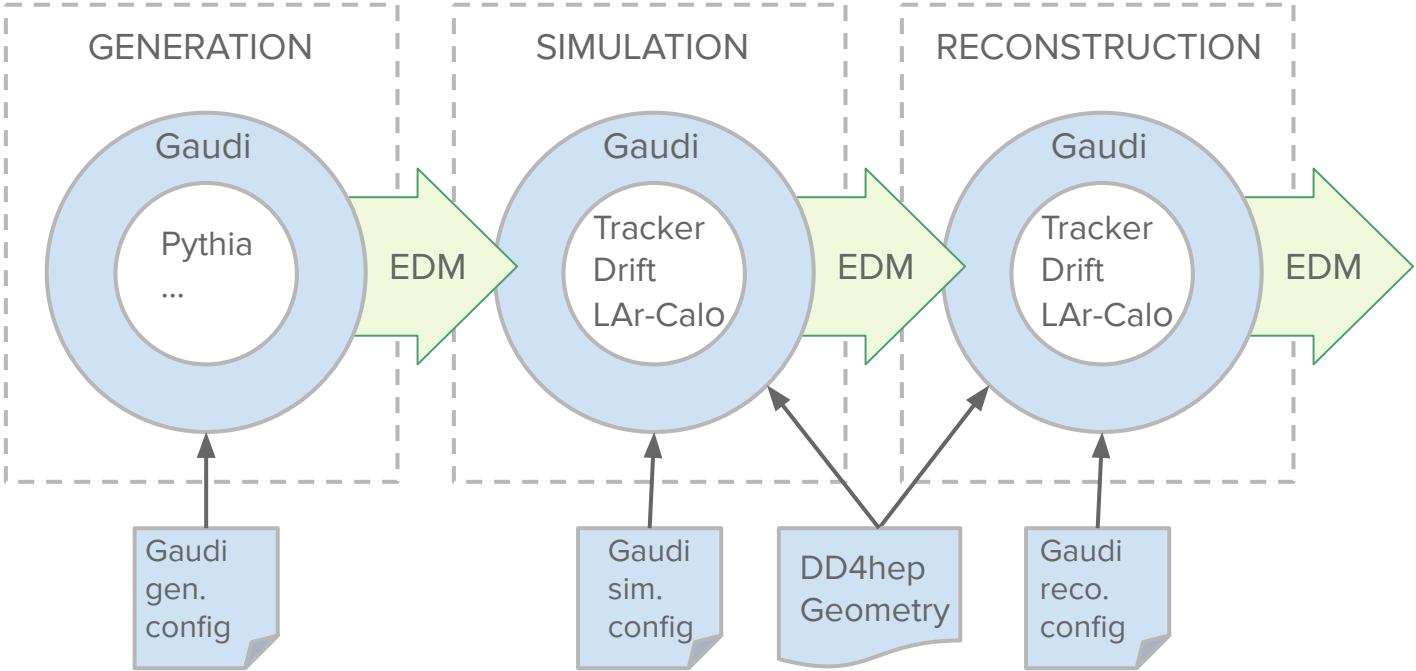 GENERATION
Gaudi
Pythia
...
EDM
Gaudi
gen.
config
SIMULATION
Gaudi
Tracker
Drift
LAr-Calo
EDM
Gaudi
sim.
config
DD4hep
Geometry
RECONSTRUCTION
Gaudi
Tracker
Drift
LAr-Calo
EDM
Gaudi
reco.
config